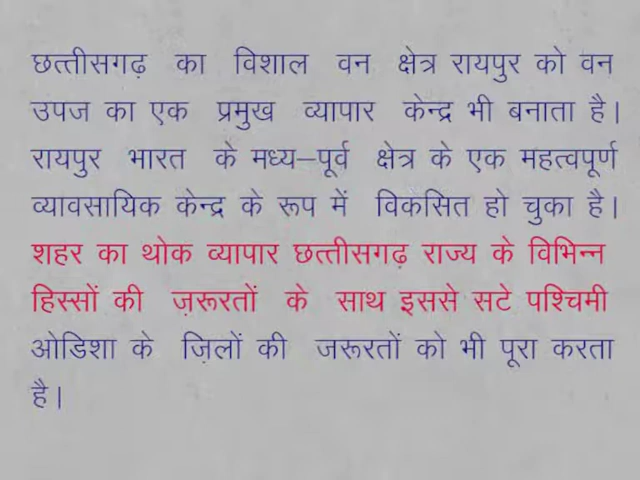 छत्तीसगढ़ का विशाल वन क्षेत्र रायपुर को वन
उपज का एक प्रमुख व्यापार केन्द्र भी बनाता है।
रायपुर भारत के मध्य–पूर्व क्षेत्र के एक महत्वपूर्ण
व्यावसायिक केन्द्र के रूप में विकसित हो चुका है।
शहर का थोक व्यापार छत्तीसगढ़ राज्य के विभिन्न
हिस्सों की ज़रूरतों के साथ इससे सटे पश्चिमी
ओडिशा के ज़िलों की जरूरतों को भी पूरा करता
है।